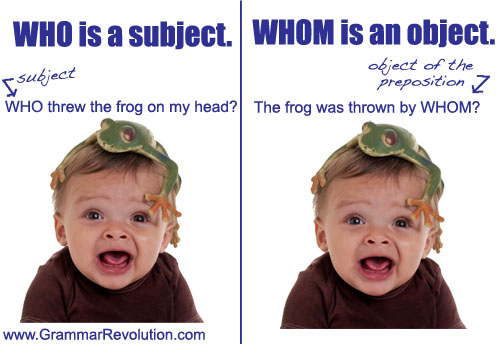 WHO is a subject.
subject
WHO threw the frog on my head?
www.GrammarRevolution.com
WHOM is an object.
object of the
preposition
The frog was thrown by WHOM?